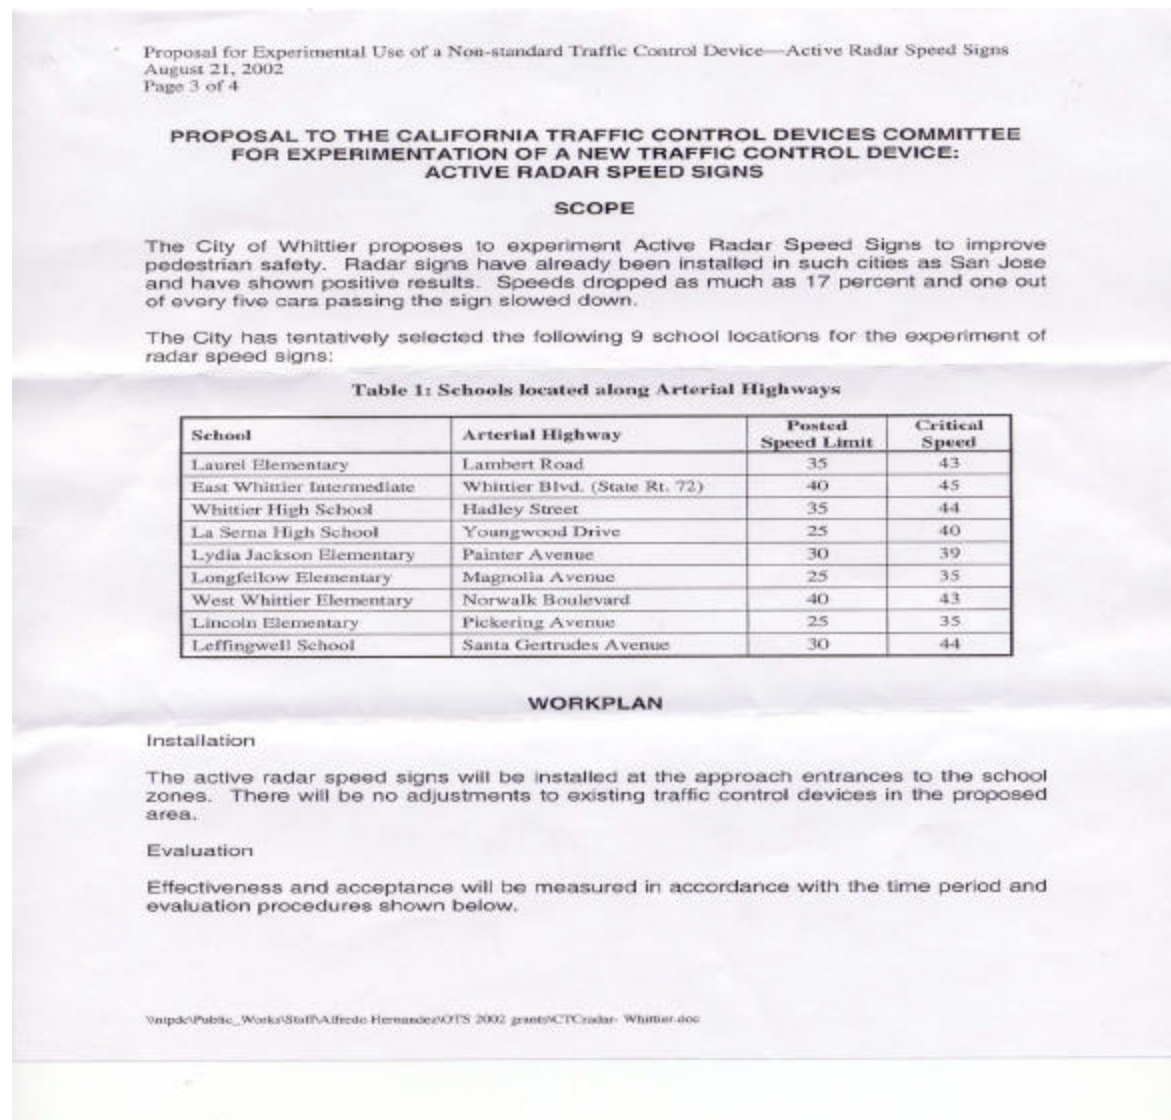 Proposal for Experimental Use of a Non-standard Traffic Control Device—Active Radar Speed Signs
August 21, 2002
Page 3 of 4
PROPOSAL TO THE CALIFORNIA TRAFFIC CONTROL DEVICES COMMITTEE
FOR EXPERIMENTATION OF A NEW TRAFFIC CONTROL DEVICE:
ACTIVE RADAR SPEED SIGNS
SCOPE
The City of Whittier proposes to experiment Active Radar Speed Signs to improve
pedestrian safety. Radar signs have already been installed in such cities as San Jose
and have shown positive results. Speeds dropped as much as 17 percent and one out
of every five cars passing the sign slowed down.
The City has tentatively selected the following 9 school locations for the experiment of
radar speed signs:
Table 1: Schools located along Arterial Highways
School Arterial Highway Posted Speed Limit Critical Speed
Laurel Elementary Lambert Road 35 43
East Whittier Intermediate Whittier Blvd. (State Rt. 72) 40 45
Whittier High School Hadley Street 35 44
La Serna High School Youngwood Drive 25 40
Lydia Jackson Elementary Painter Avenue 30 39
Longfellow Elementary Magnolia Avenue 25 35
West Whittier Elementary Norwalk Boulevard 40 43
Lincoln Elementary Pickering Avenue 25 35
Leffingwell School Santa Gertrudes Avenue 30 44
WORKPLAN
Installation
The active radar speed signs will be installed at the approach entrances to the school
zones. There will be no adjustments to existing traffic control devices in the proposed
area.
Evaluation
Effectiveness and acceptance will be measured in accordance with the time period and
evaluation procedures shown below.
Hernandez\OTS 2002 grants\CTCradar- Whittier.doc